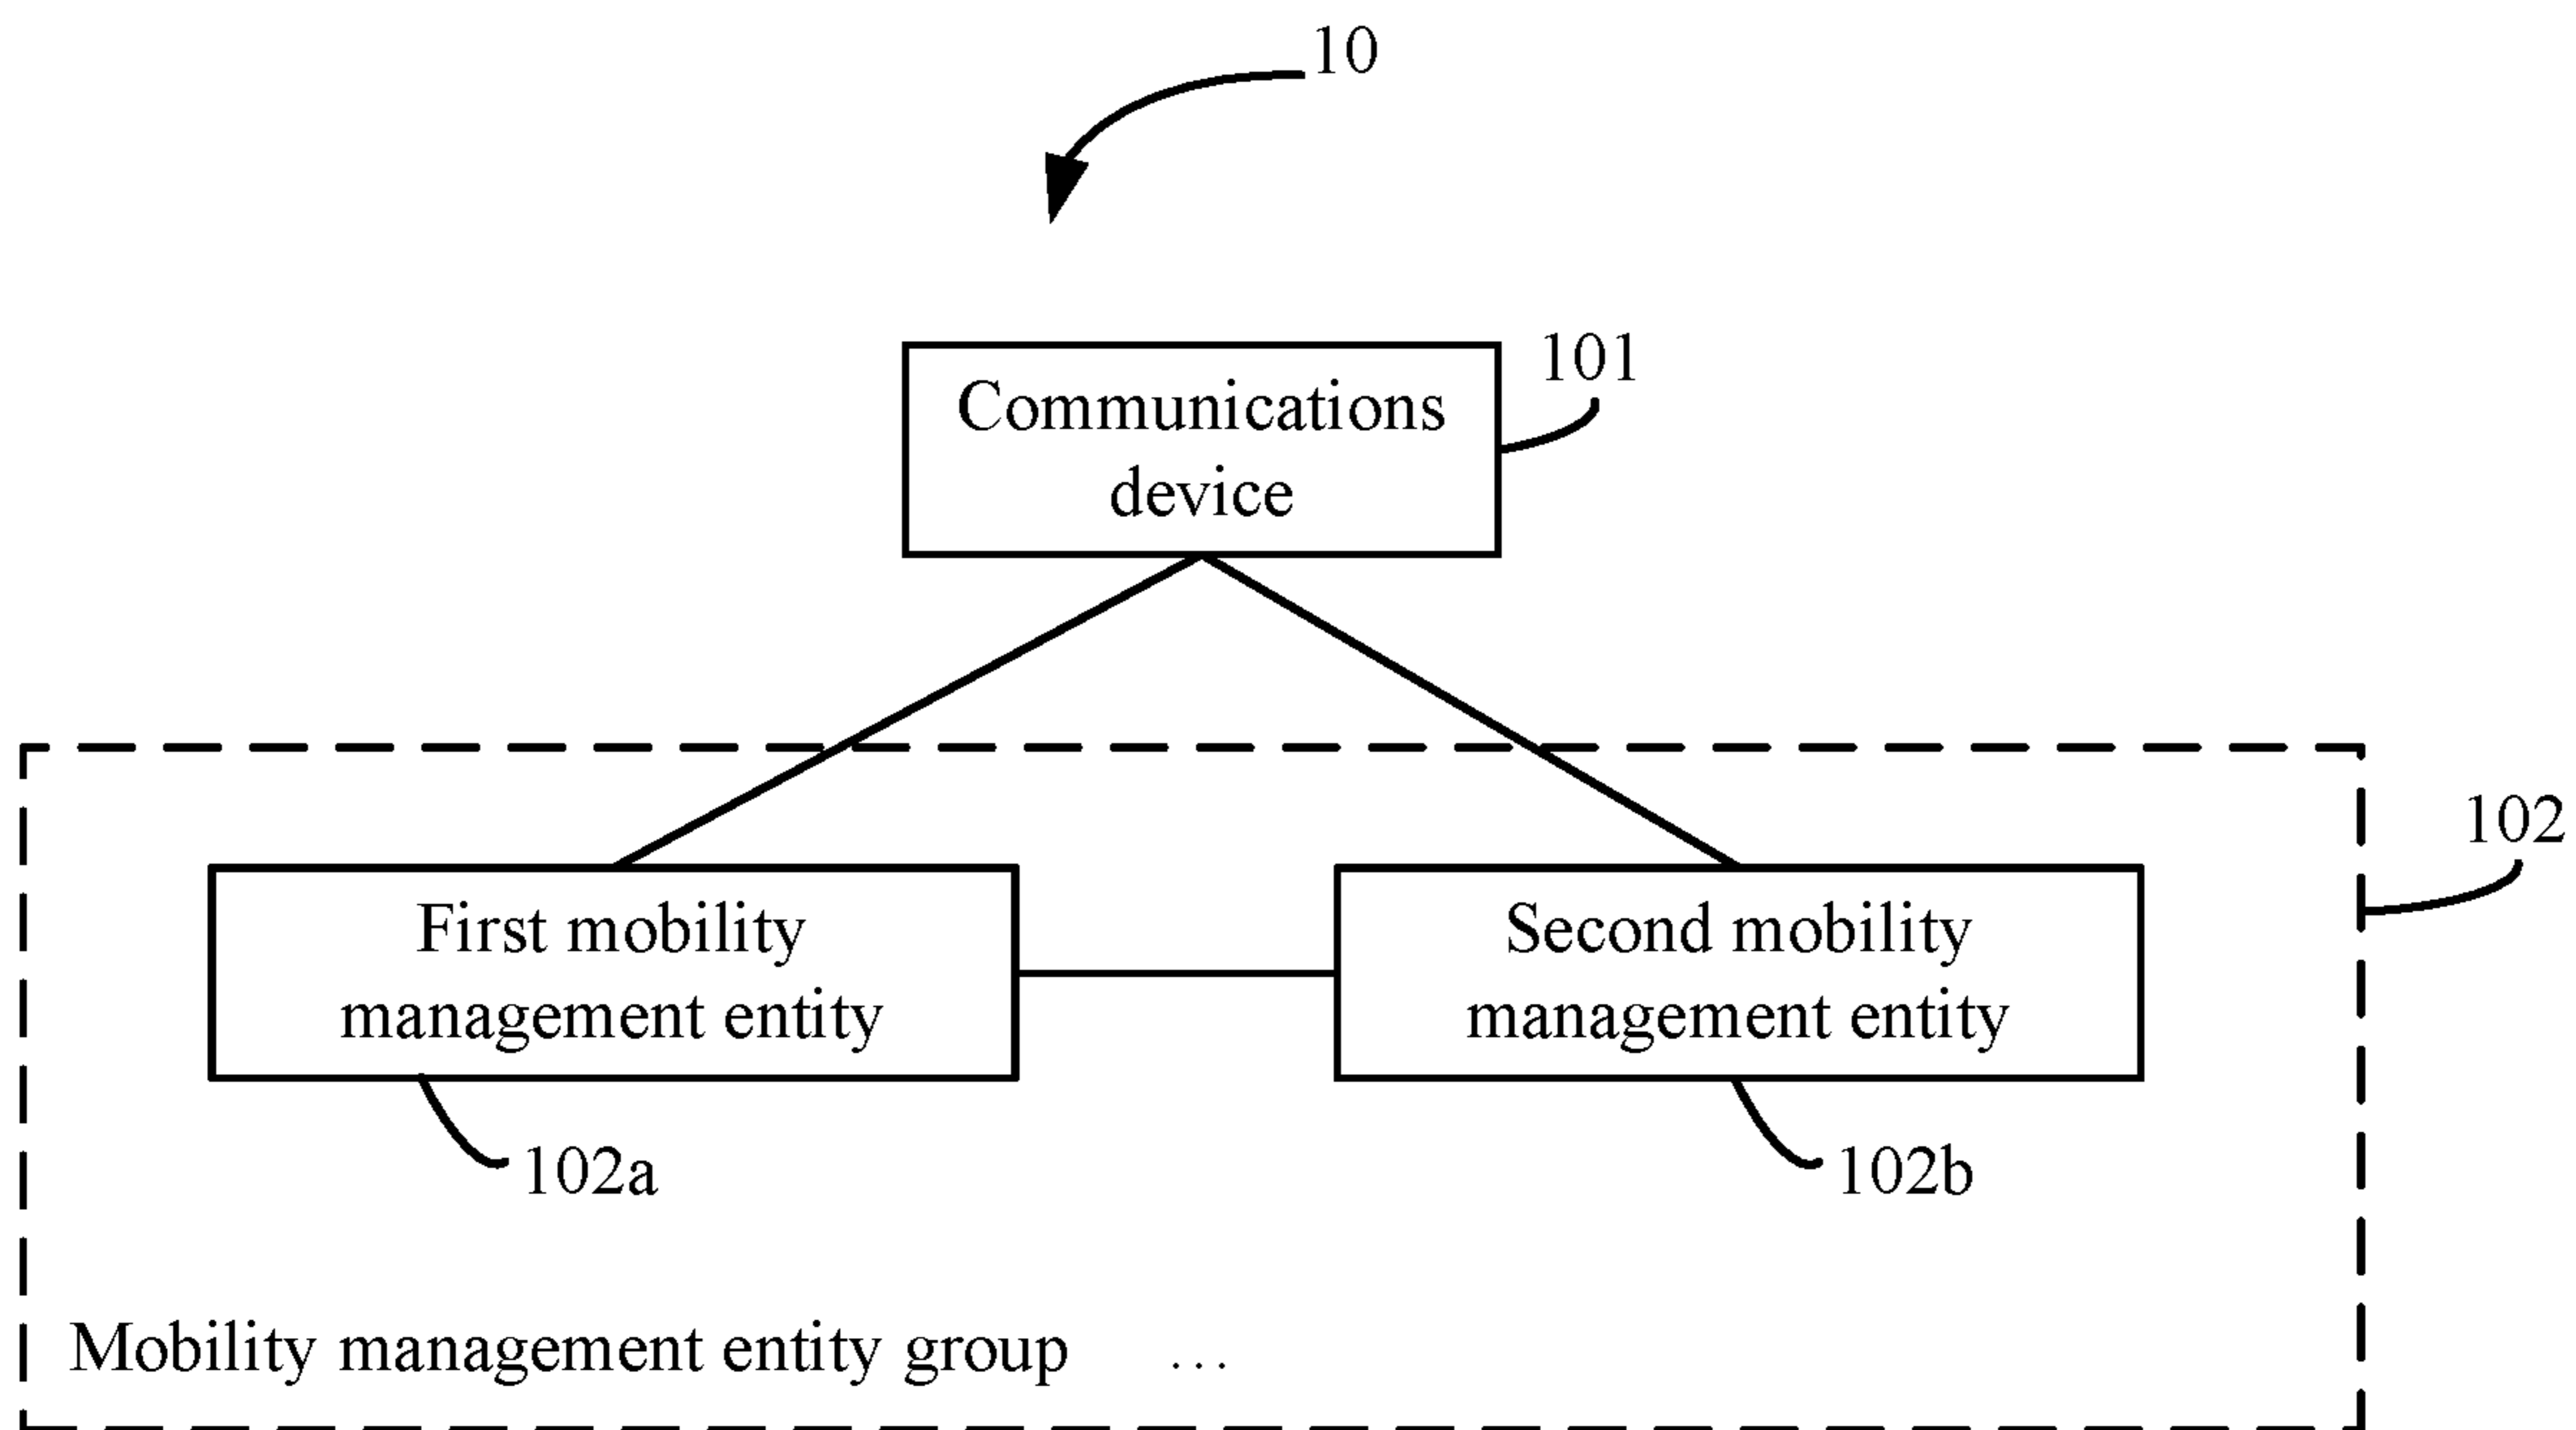 10
101
Communications
device
102
First mobility
management entity
Second mobility
management entity
102a
102b
Mobility management entity group ...